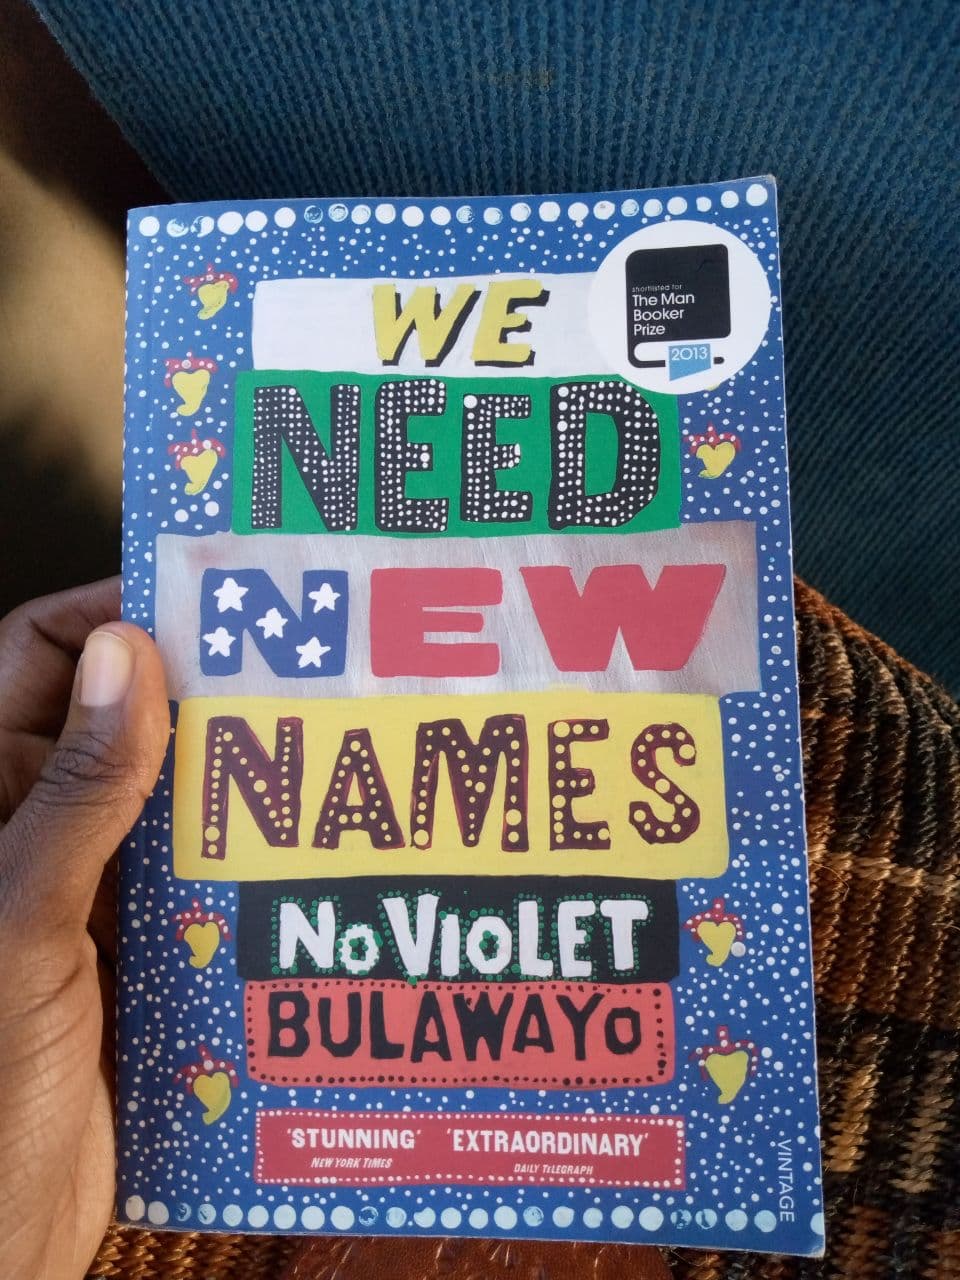 WE
NEED
NEW
NAMES
NOVIOLET
BULAWAYO
shortlisted for
The Man
Booker
Prize
2013
'STUNNING' 'EXTRAORDINARY'
NEW YORK TIMES DAILY TELEGRAPH
VINTAGE